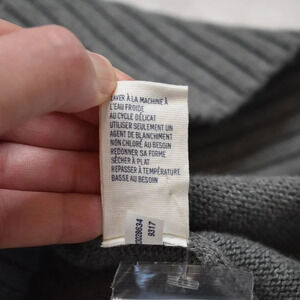 LAVER À LA MACHINE À
L'EAU FROIDE
AU CYCLE DÉLICAT
UTILISER SEULEMENT UN
AGENT DE BLANCHIMENT
NON CHLORÉ AU BESOIN
REDONNER SA FORME
SÉCHER À PLAT
REPASSER À TEMPÉRATURE
BASSE AU BESOIN
9317